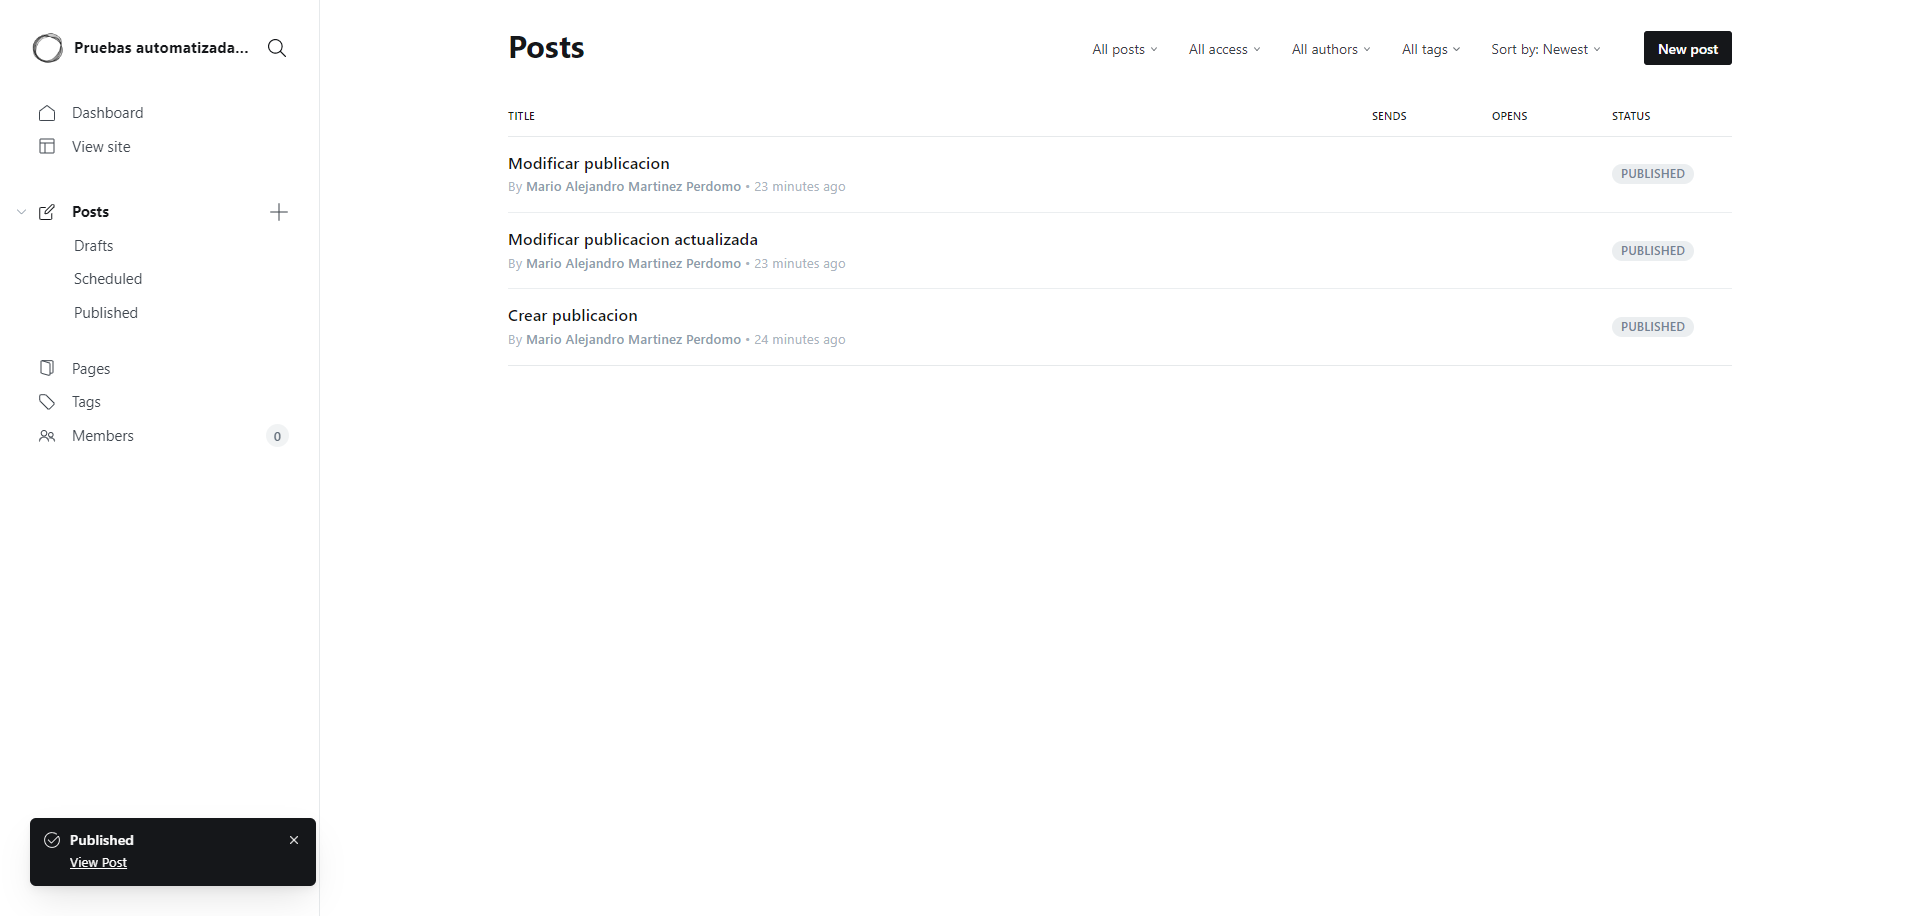 Pruebas automatizada...
Dashboard
View site
Posts
Drafts
Scheduled
Published
Pages
Tags
Members 0
Posts
All posts All access All authors All tags Sort by: Newest New post
TITLE SENDS OPENS STATUS
Modificar publicacion
By Mario Alejandro Martinez Perdomo • 23 minutes ago
PUBLISHED
Modificar publicacion actualizada
By Mario Alejandro Martinez Perdomo • 23 minutes ago
PUBLISHED
Crear publicacion
By Mario Alejandro Martinez Perdomo • 24 minutes ago
PUBLISHED
Published
View Post